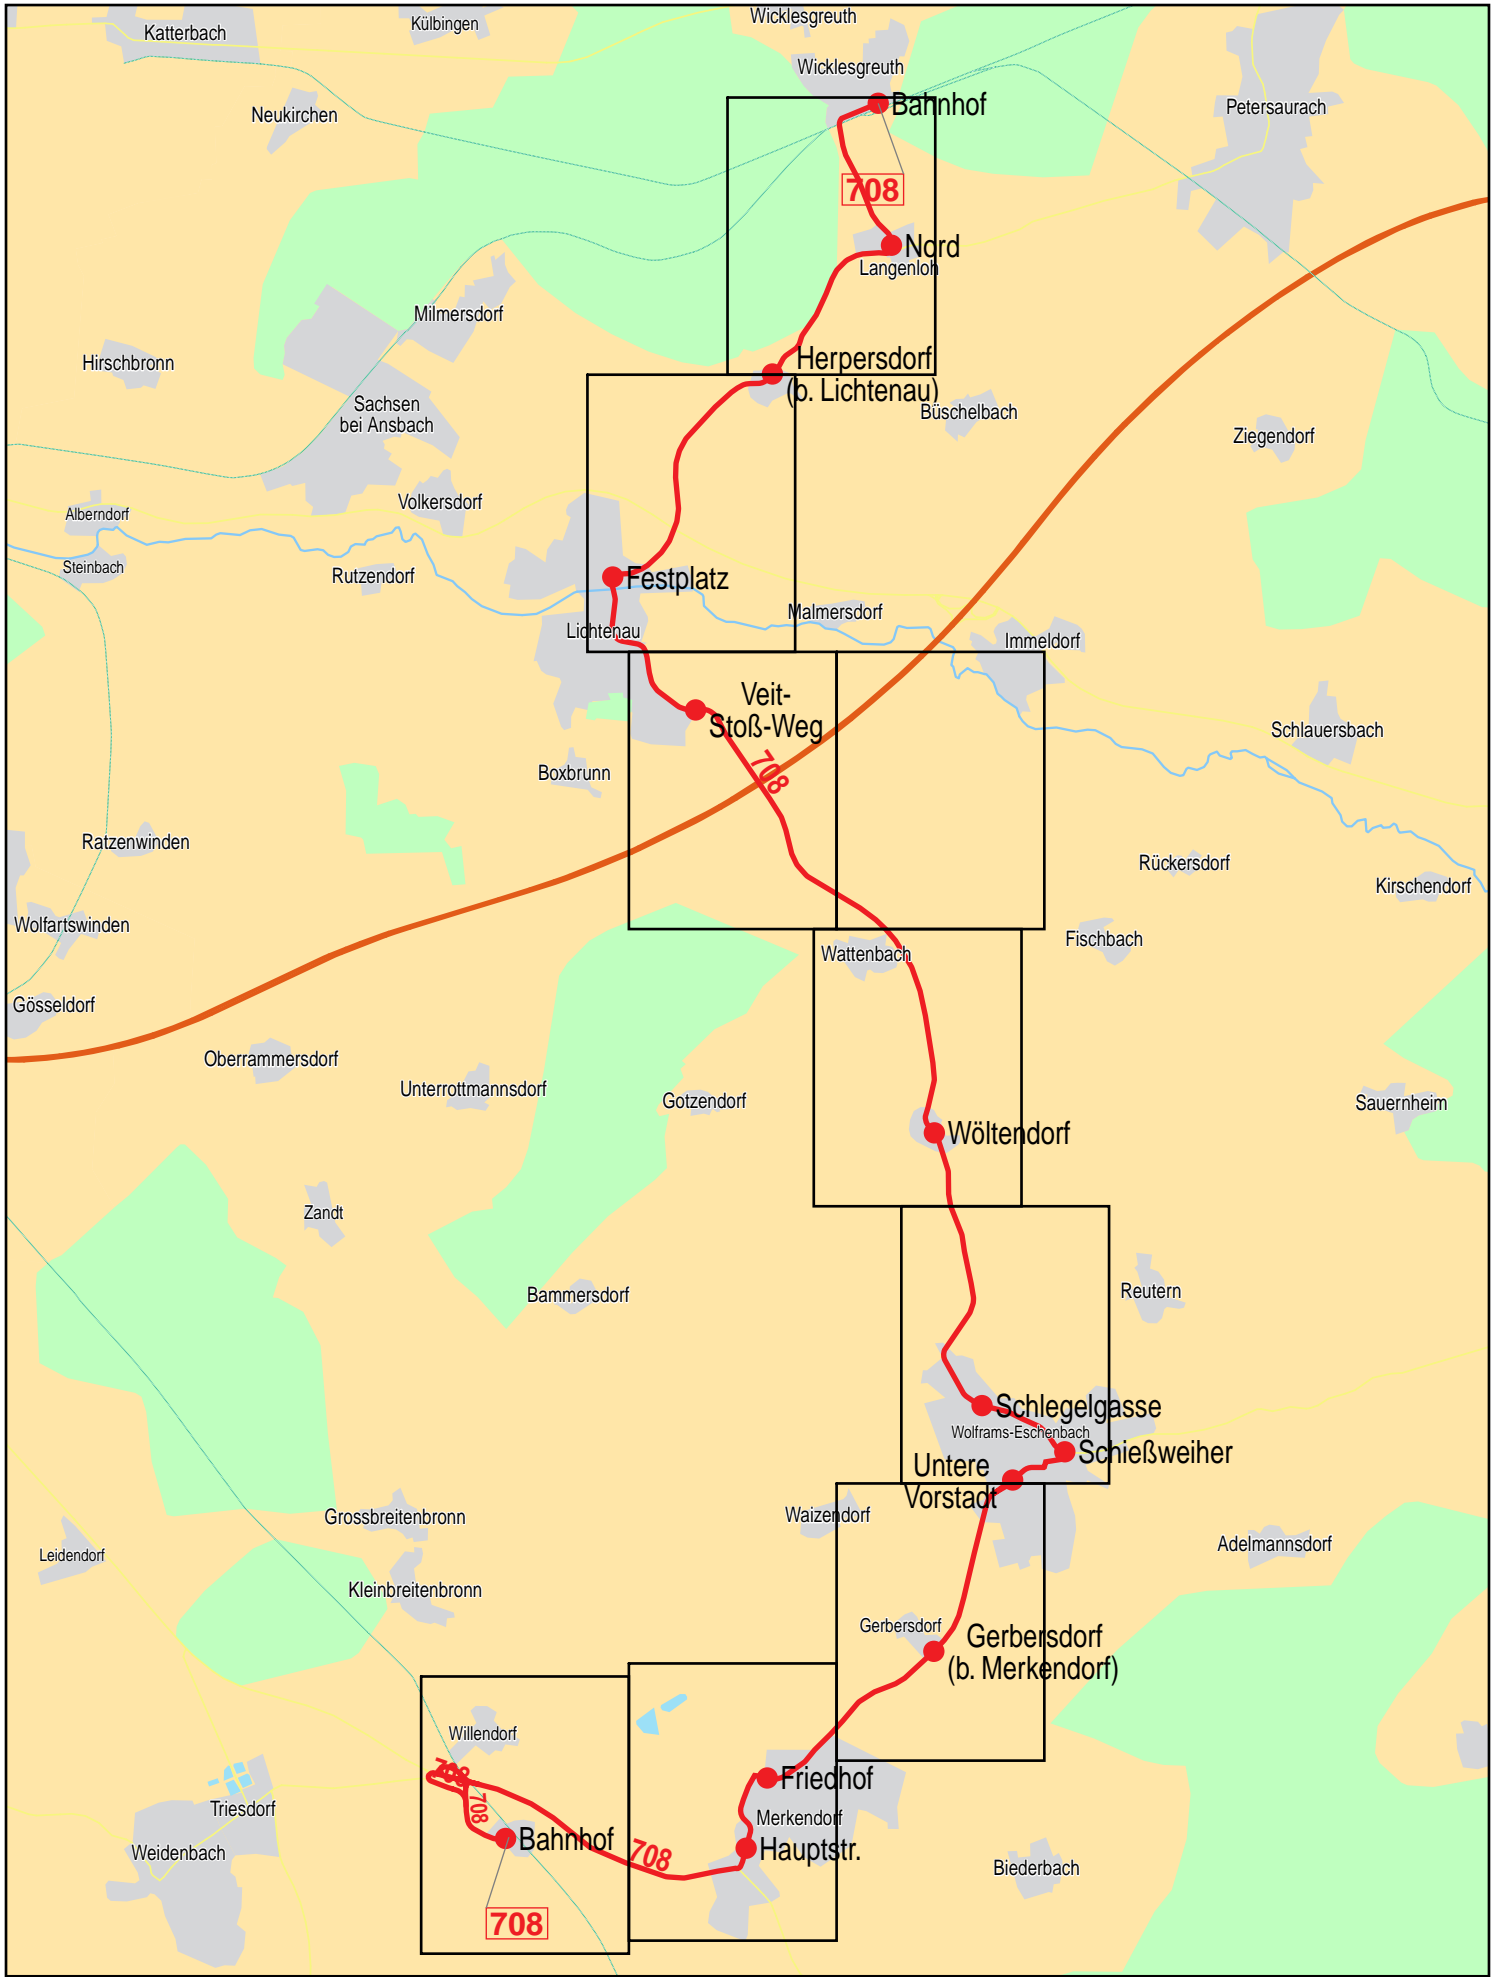 Wicklesgreuth
Külbingen
Katterbach
Wicklesgreuth
Bahnhof
Petersaurach
Neukirchen
708
Nord
Langenloh
Milmersdorf
Hirschbronn
Herpersdorf
(b. Lichtenau)
Sachsen
bei Ansbach
Büschelbach
Ziegendorf
Volkersdorf
Alberndorf
Steinbach
Rutzendorf
Festplatz
Malmersdorf
Lichtenau
Immeldorf
Veit-
Stoß-Weg
Schlauersbach
Boxbrunn
708
Ratzenwinden
Rückersdorf
Kirschendorf
Wolfartswinden
Fischbach
Wattenbach
Gösseldorf
Oberrammersdorf
Unterrottmannsdorf
Gotzendorf
Sauernheim
Wöltendorf
Zandt
Bammersdorf
Reutern
Schlegelgasse
Wolframs-Eschenbach
Schießweiher
Untere
Vorstadt
Grossbreitenbronn
Waizendorf
Adelmannsdorf
Leidendorf
Kleinbreitenbronn
Gerbersdorf
Gerbersdorf
(b. Merkendorf)
Willendorf
708
Friedhof
Triesdorf
708
Merkendorf
Weidenbach
Bahnhof
708
Hauptstr.
Biederbach
708